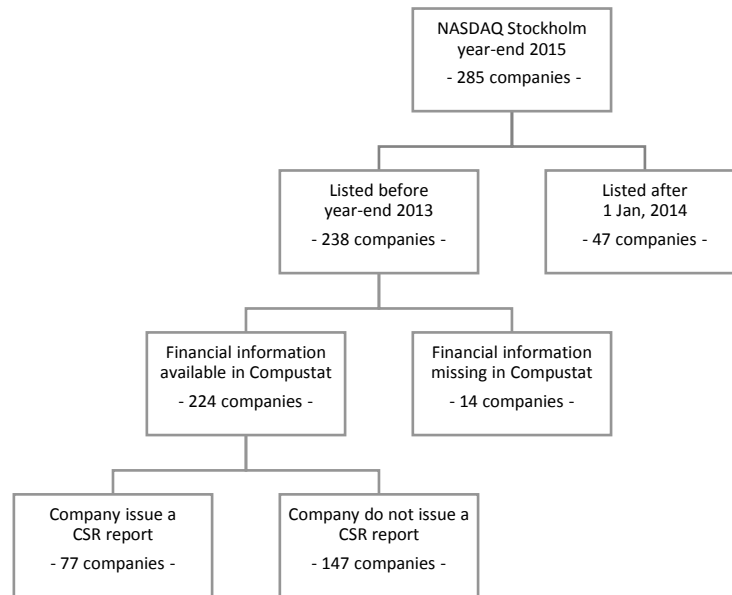 NASDAQ Stockholm
year-end 2015
- 285 companies -
Listed before
year-end 2013
- 238 companies -
Listed after
1 Jan, 2014
- 47 companies -
Financial information
available in Compustat
- 224 companies -
Financial information
missing in Compustat
- 14 companies -
Company issue a
CSR report
- 77 companies -
Company do not issue a
CSR report
- 147 companies -